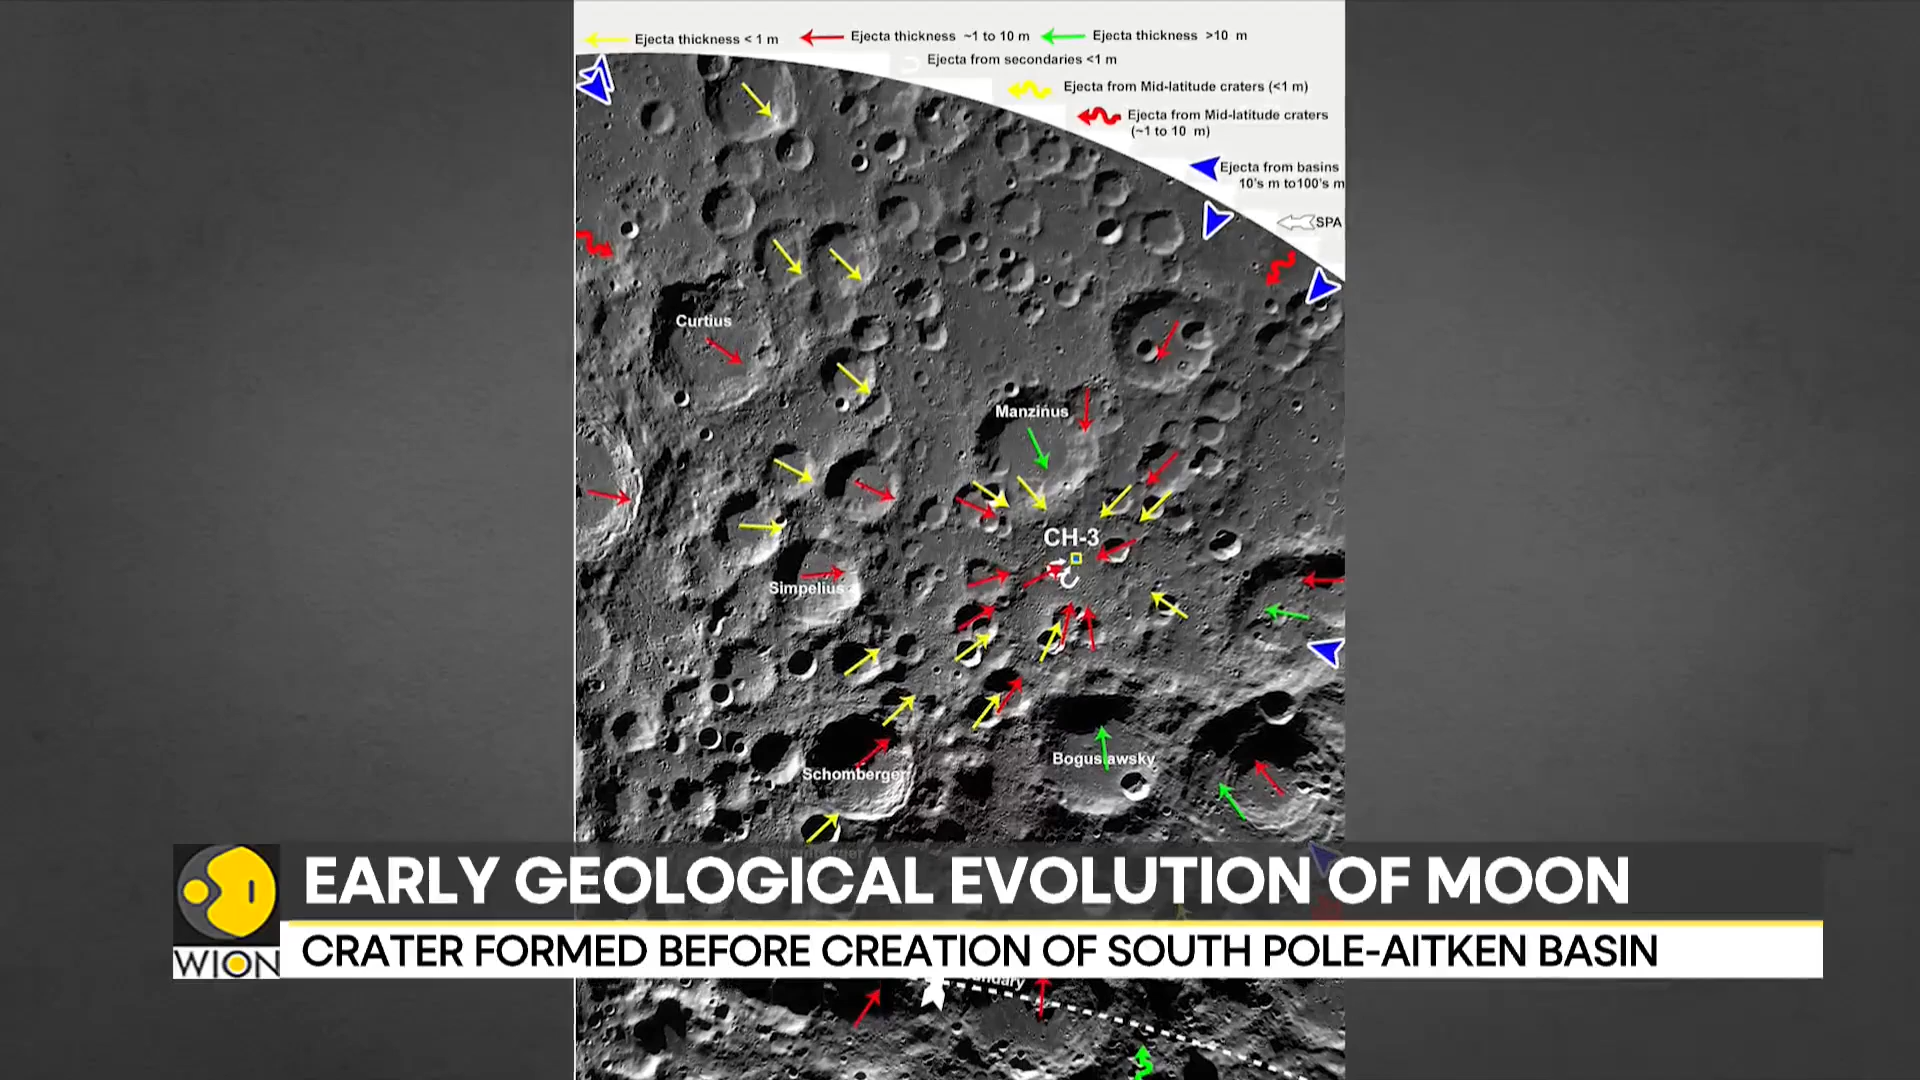 Ejecta thickness < 1 m
Ejecta thickness ~1 to 10 m
Ejecta thickness >10 m
Ejecta from secondaries <1 m
Ejecta from Mid-latitude craters (<1 m)
Ejecta from Mid-latitude craters
(~1 to 10 m)
Ejecta from basins
10's m to100's m
SPA
Curtius
Manzinus
CH-3
Simpelius
Boguslawsky
Schomberger
Schomberger A
EARLY GEOLOGICAL EVOLUTION OF MOON
CRATER FORMED BEFORE CREATION OF SOUTH POLE-AITKEN BASIN
WION